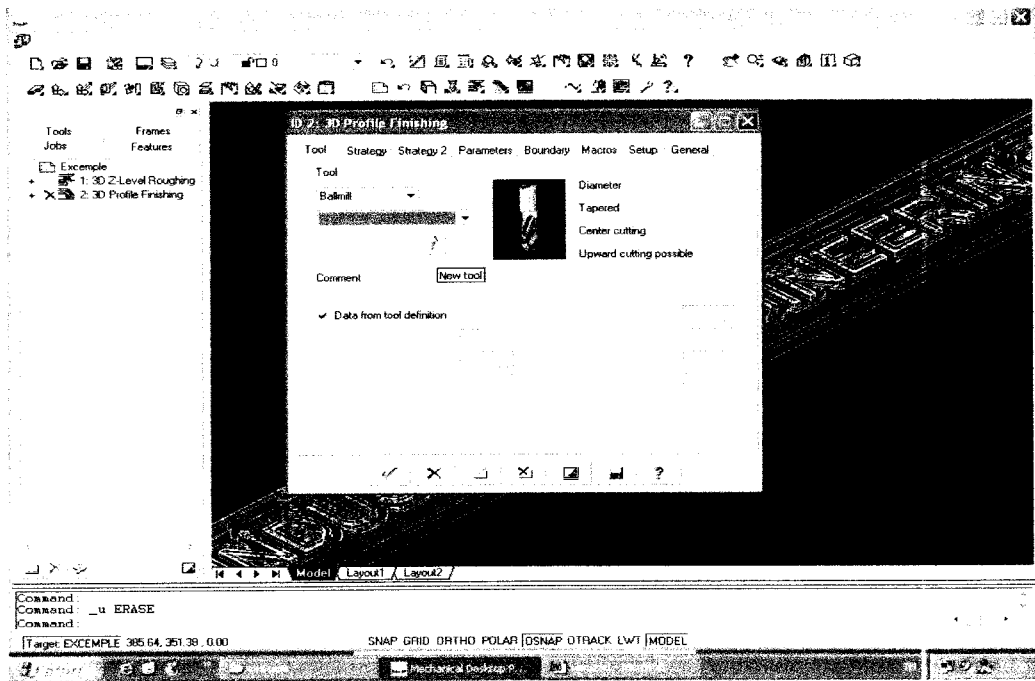 Tools Frames
Jobs Features
Excemple
1: 3D Z-Level Roughing
2: 3D Profile Finishing
ID 2: 3D Profile Finishing
Tool Strategy Strategy 2 Parameters Boundary Macros Setup General
Tool
Ballmill
Diameter
Tapered
Center cutting
Upward cutting possible
Comment
New tool
Data from tool definition
Model Layout1 Layout2
Command:
Command: _u ERASE
Command:
Target: EXCEMPLE 385.64, 351.39, 0.00
SNAP GRID ORTHO POLAR OSNAP OTRACK LWT MODEL
Mechanical Desktop P...